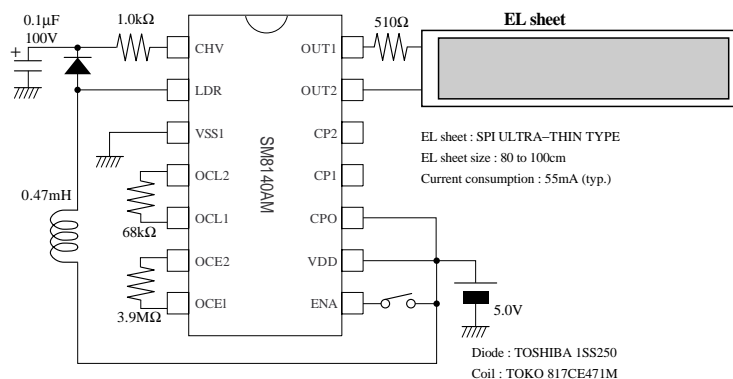 0.1µF
100V
+
1.0kΩ
CHV
LDR
VSS1
OCL2
OCL1
OCE2
OCE1
0.47mH
68kΩ
3.9MΩ
SM8140AM
OUT1
OUT2
CP2
CP1
CPO
VDD
ENA
510Ω
EL sheet
EL sheet : SPI ULTRA–THIN TYPE
EL sheet size : 80 to 100cm
Current consumption : 55mA (typ.)
5.0V
Diode : TOSHIBA 1SS250
Coil : TOKO 817CE471M